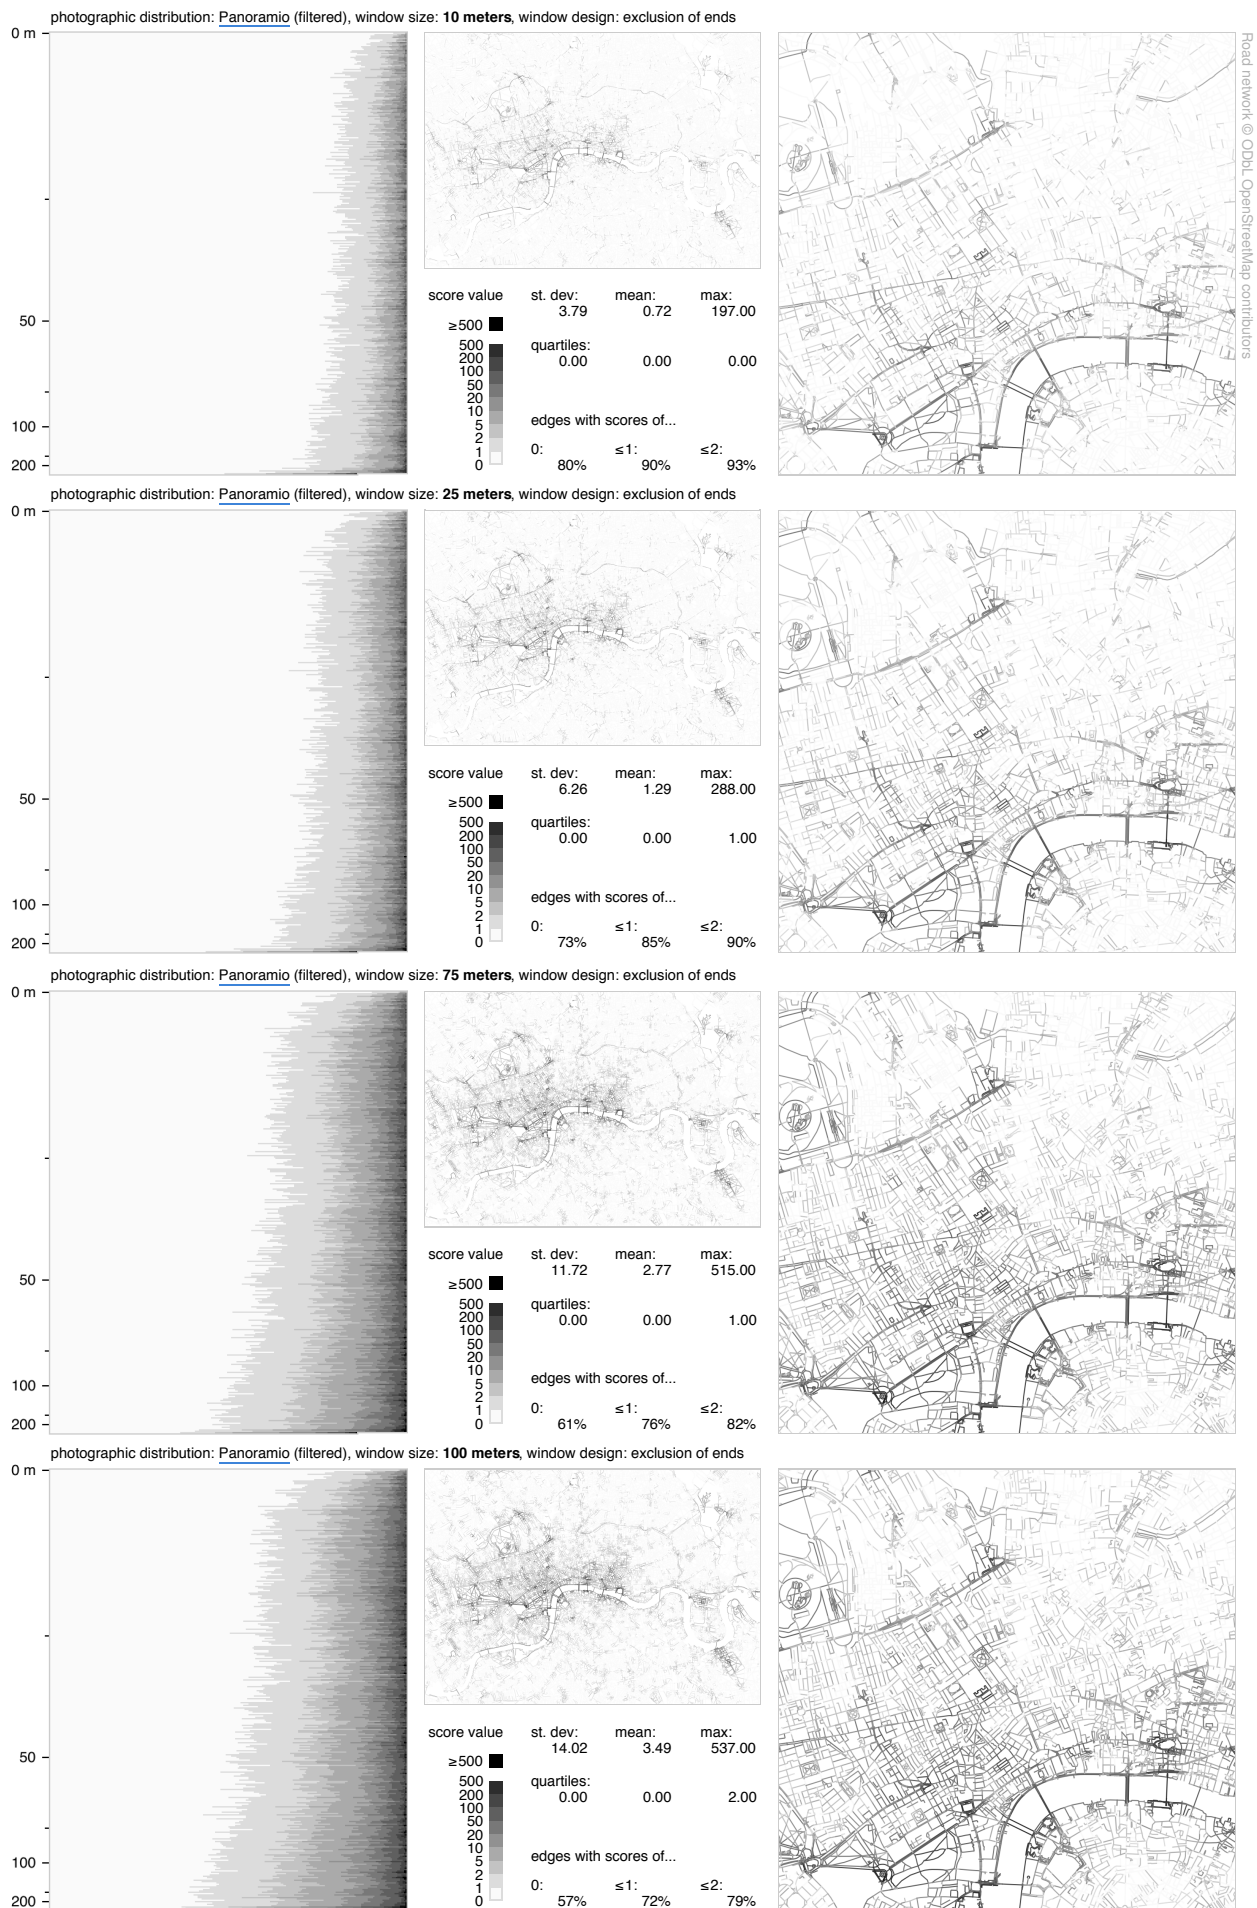 photographic distribution: Panoramio (filtered), window size: 10 meters, window design: exclusion of ends
0 m
50
100
200
score value
≥500
500
200
100
50
20
10
5
2
1
0
st. dev: mean: max:
3.79 0.72 197.00
quartiles:
0.00 0.00 0.00
edges with scores of...
0: ≤1: ≤2:
80% 90% 93%
Road network © ODbL OpenStreetMap contributors
photographic distribution: Panoramio (filtered), window size: 25 meters, window design: exclusion of ends
0 m
50
100
200
score value
≥500
500
200
100
50
20
10
5
2
1
0
st. dev: mean: max:
6.26 1.29 288.00
quartiles:
0.00 0.00 1.00
edges with scores of...
0: ≤1: ≤2:
73% 85% 90%
photographic distribution: Panoramio (filtered), window size: 75 meters, window design: exclusion of ends
0 m
50
100
200
score value
≥500
500
200
100
50
20
10
5
2
1
0
st. dev: mean: max:
11.72 2.77 515.00
quartiles:
0.00 0.00 1.00
edges with scores of...
0: ≤1: ≤2:
61% 76% 82%
photographic distribution: Panoramio (filtered), window size: 100 meters, window design: exclusion of ends
0 m
50
100
200
score value
≥500
500
200
100
50
20
10
5
2
1
0
st. dev: mean: max:
14.02 3.49 537.00
quartiles:
0.00 0.00 2.00
edges with scores of...
0: ≤1: ≤2:
57% 72% 79%